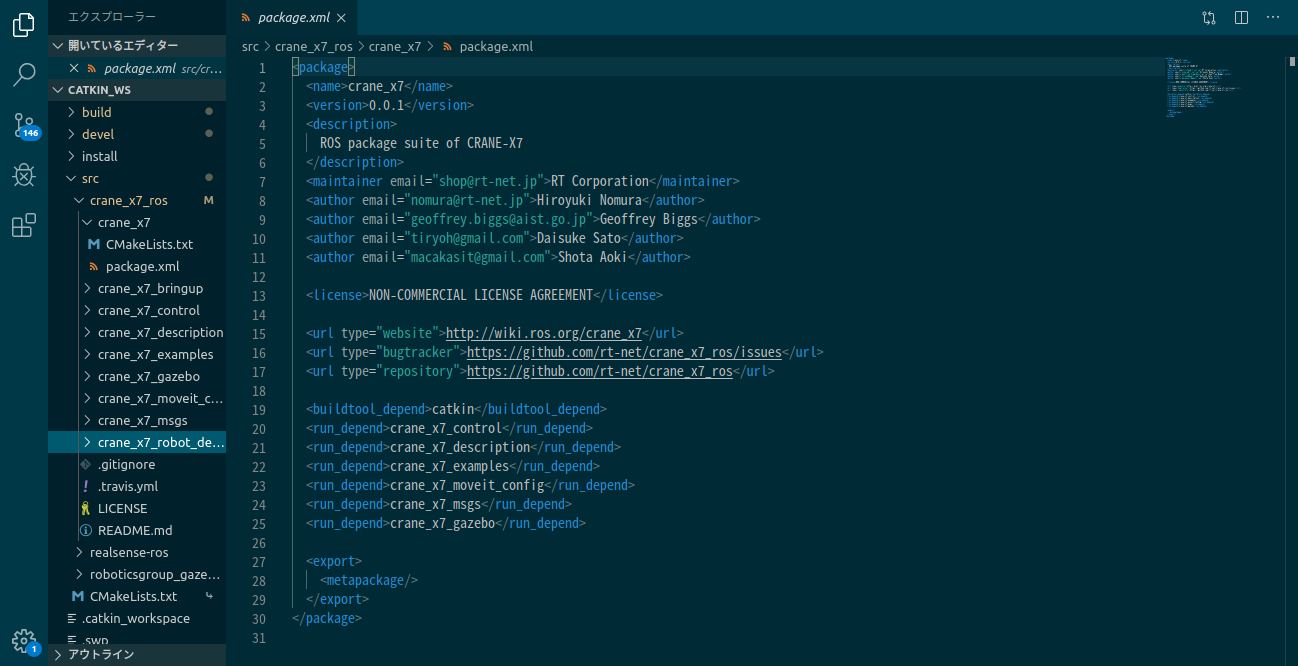 エクスプローラー
開いているエディター
package.xml src/cr...
CATKIN_WS
build
devel
install
src
crane_x7_ros M
crane_x7
CMakeLists.txt
package.xml
crane_x7_bringup
crane_x7_control
crane_x7_description
crane_x7_examples
crane_x7_gazebo
crane_x7_moveit_c...
crane_x7_msgs
crane_x7_robot_de...
.gitignore
.travis.yml
LICENSE
README.md
realsense-ros
roboticsgroup_gaze...
CMakeLists.txt
.catkin_workspace
.swp
アウトライン
146
1
package.xml
src > crane_x7_ros > crane_x7 > package.xml
1 <package>
2 <name>crane_x7</name>
3 <version>0.0.1</version>
4 <description>
5 ROS package suite of CRANE-X7
6 </description>
7 <maintainer email="shop@rt-net.jp">RT Corporation</maintainer>
8 <author email="nomura@rt-net.jp">Hiroyuki Nomura</author>
9 <author email="geoffrey.biggs@aist.go.jp">Geoffrey Biggs</author>
10 <author email="tiryoh@gmail.com">Daisuke Sato</author>
11 <author email="macakasit@gmail.com">Shota Aoki</author>
12
13 <license>NON-COMMERCIAL LICENSE AGREEMENT</license>
14
15 <url type="website">http://wiki.ros.org/crane_x7</url>
16 <url type="bugtracker">https://github.com/rt-net/crane_x7_ros/issues</url>
17 <url type="repository">https://github.com/rt-net/crane_x7_ros</url>
18
19 <buildtool_depend>catkin</buildtool_depend>
20 <run_depend>crane_x7_control</run_depend>
21 <run_depend>crane_x7_description</run_depend>
22 <run_depend>crane_x7_examples</run_depend>
23 <run_depend>crane_x7_moveit_config</run_depend>
24 <run_depend>crane_x7_msgs</run_depend>
25 <run_depend>crane_x7_gazebo</run_depend>
26
27 <export>
28 <metapackage/>
29 </export>
30 </package>
31